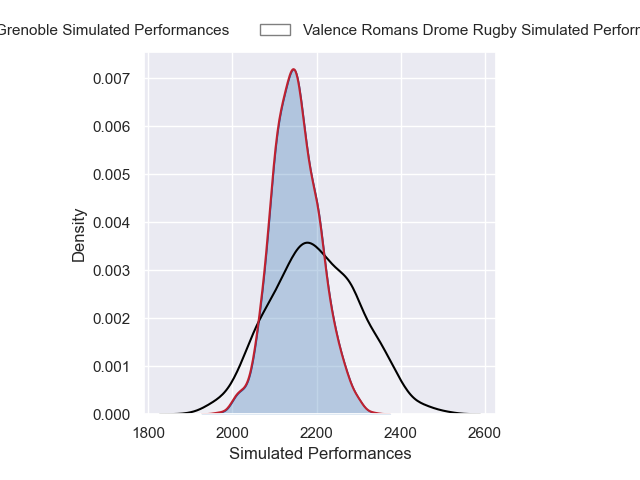 Grenoble Simulated Performances
Valence Romans Drome Rugby Simulated
0.007
0.006
0.005
0.004
0.003
0.002
0.001
0.000
Density
1800 2000 2200 2400 2600
Simulated Performances